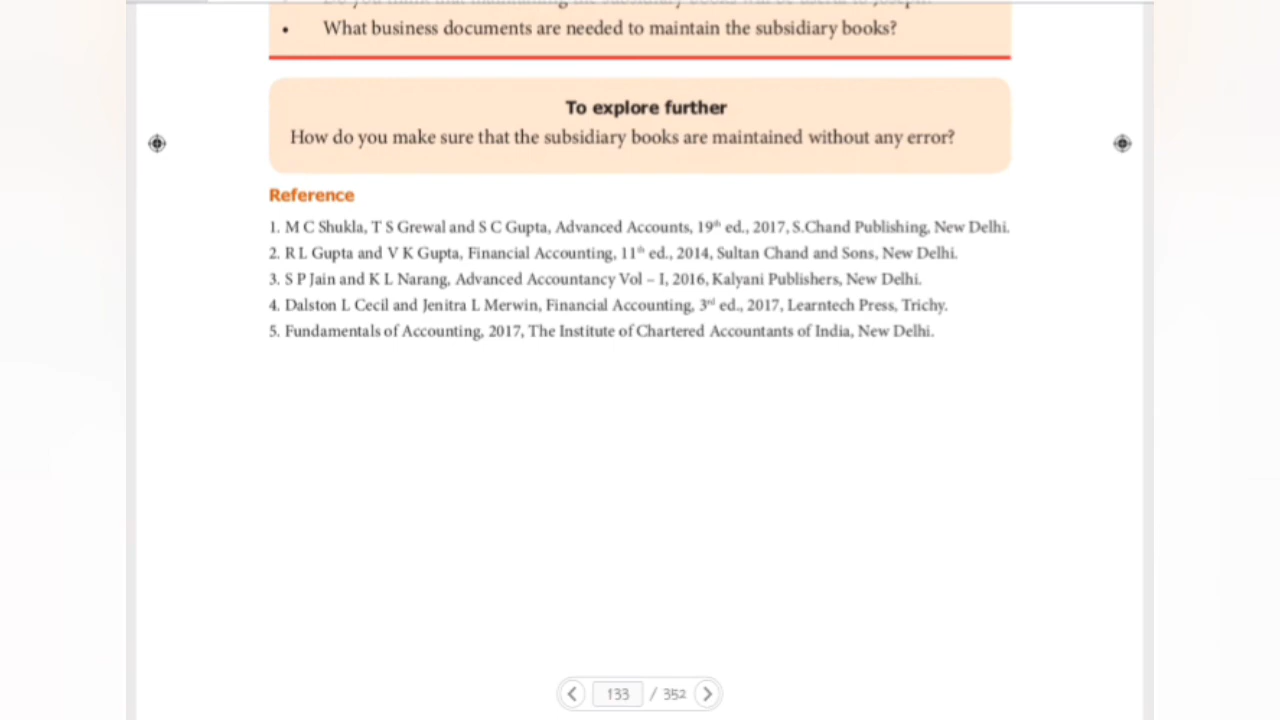 • What business documents are needed to maintain the subsidiary books?
To explore further
How do you make sure that the subsidiary books are maintained without any error?
Reference
1. M C Shukla, T S Grewal and S C Gupta, Advanced Accounts, 19th ed., 2017, S.Chand Publishing, New Delhi.
2. R L Gupta and V K Gupta, Financial Accounting, 11th ed., 2014, Sultan Chand and Sons, New Delhi.
3. S P Jain and K L Narang, Advanced Accountancy Vol – I, 2016, Kalyani Publishers, New Delhi.
4. Dalston L Cecil and Jenitra L Merwin, Financial Accounting, 3rd ed., 2017, Learntech Press, Trichy.
5. Fundamentals of Accounting, 2017, The Institute of Chartered Accountants of India, New Delhi.
133 / 352